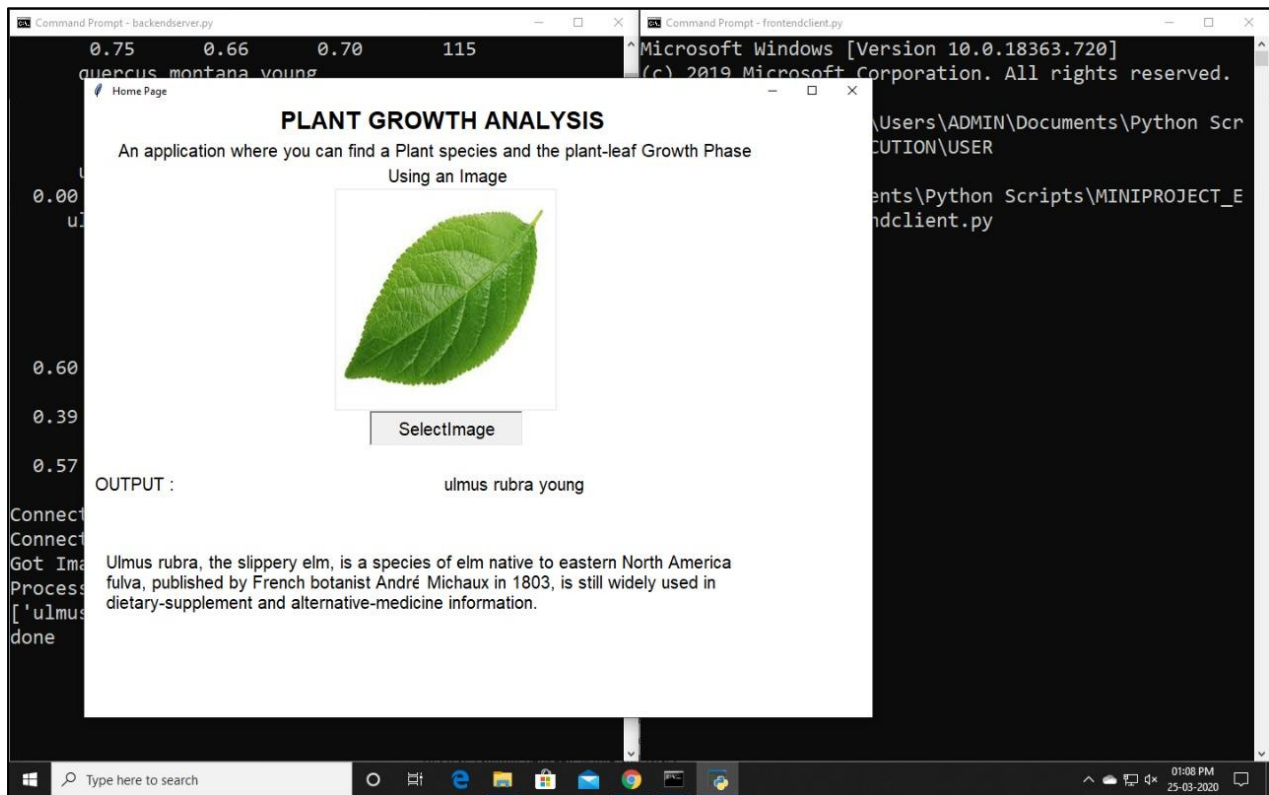 Command Prompt - backendserver.py
0.75 0.66 0.70 115
quercus montana young
0.00
0.60
0.39
0.57
Connect
Connect
Got Ima
Process
['ulmus
done
Command Prompt - frontendclient.py
Microsoft Windows [Version 10.0.18363.720]
(c) 2019 Microsoft Corporation. All rights reserved.
\Users\ADMIN\Documents\Python Scr
CUTION\USER
ents\Python Scripts\MINIPROJECT_E
ndclient.py
Home Page
PLANT GROWTH ANALYSIS
An application where you can find a Plant species and the plant-leaf Growth Phase
Using an Image
SelectImage
OUTPUT : ulmus rubra young
Ulmus rubra, the slippery elm, is a species of elm native to eastern North America
fulva, published by French botanist André Michaux in 1803, is still widely used in
dietary-supplement and alternative-medicine information.
Type here to search
01:08 PM
25-03-2020